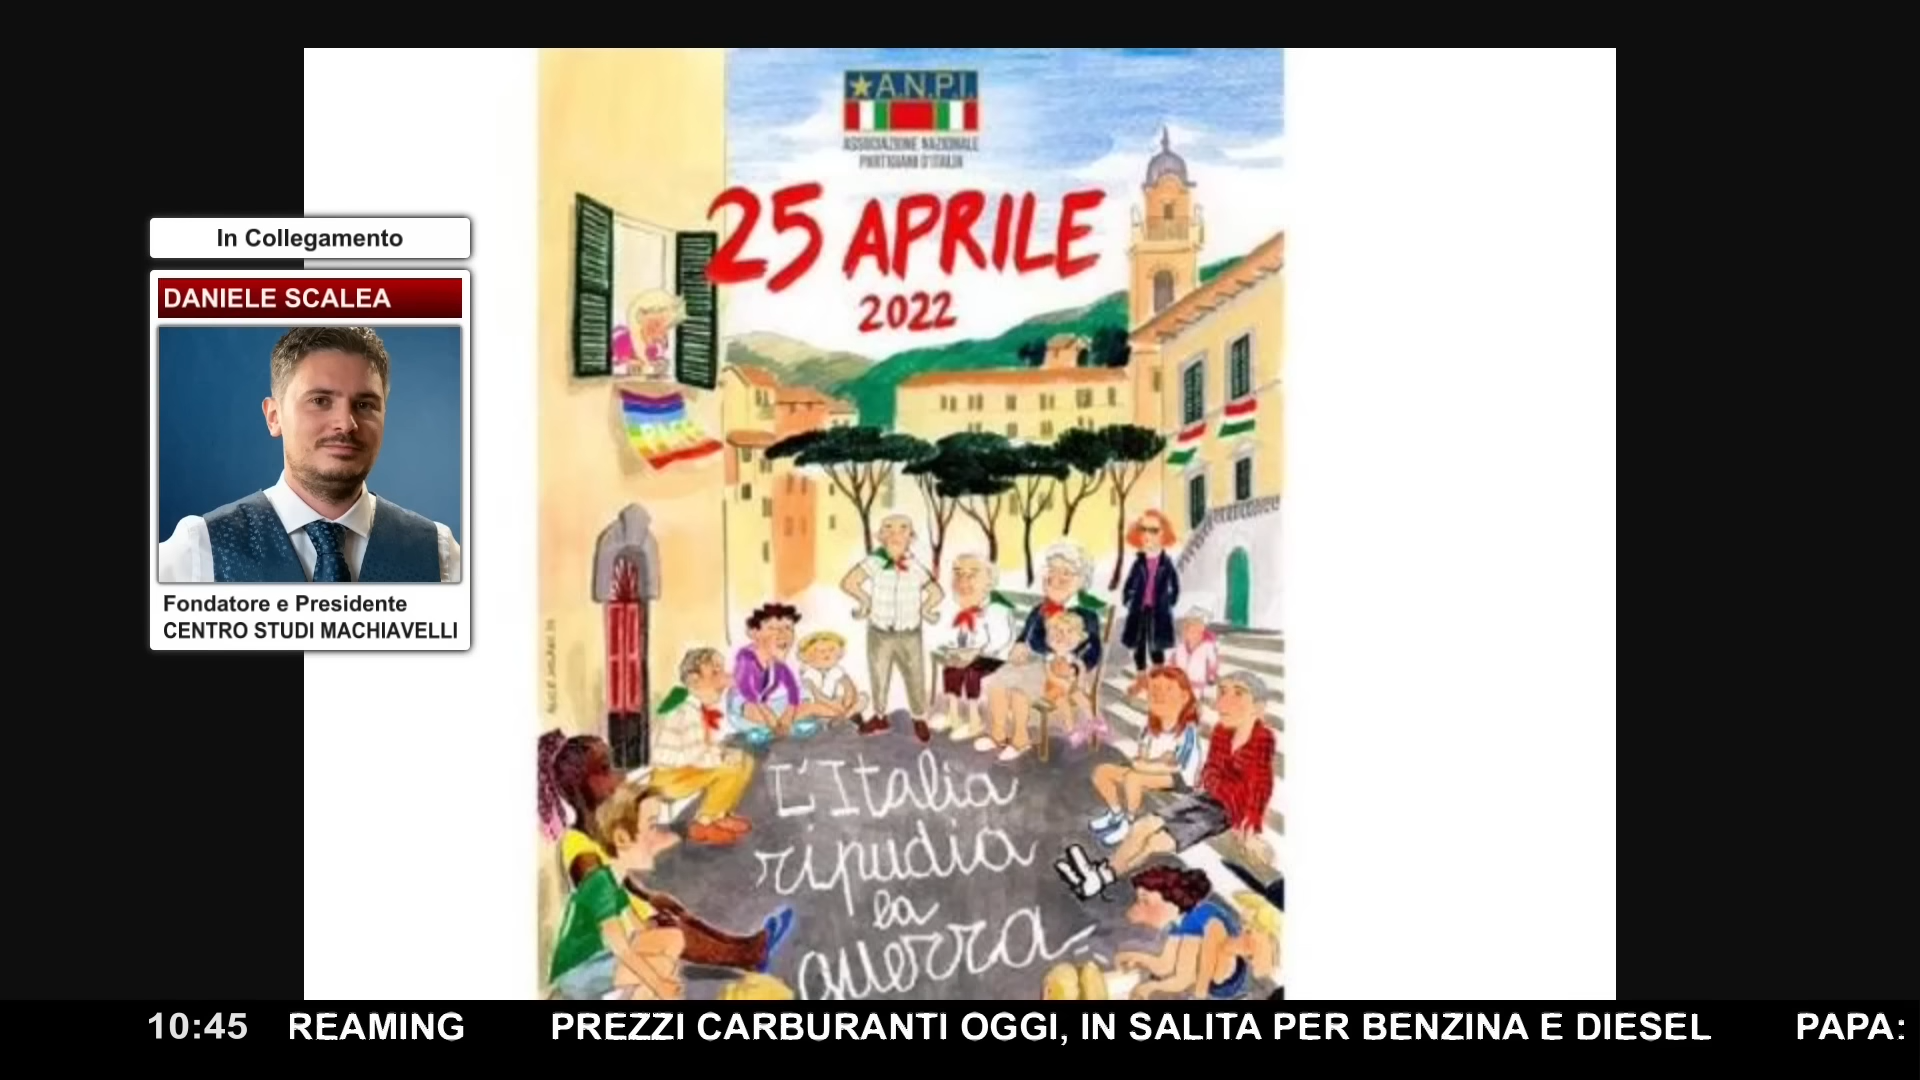 A.N.P.I.
ASSOCIAZIONE NAZIONALE
PARTIGIANI D'ITALIA
25 APRILE
2022
In Collegamento
DANIELE SCALEA
Fondatore e Presidente
CENTRO STUDI MACHIAVELLI
PACE
L'Italia
ripudia
la
guerra
10:45 REAMING PREZZI CARBURANTI OGGI, IN SALITA PER BENZINA E DIESEL PAPA: